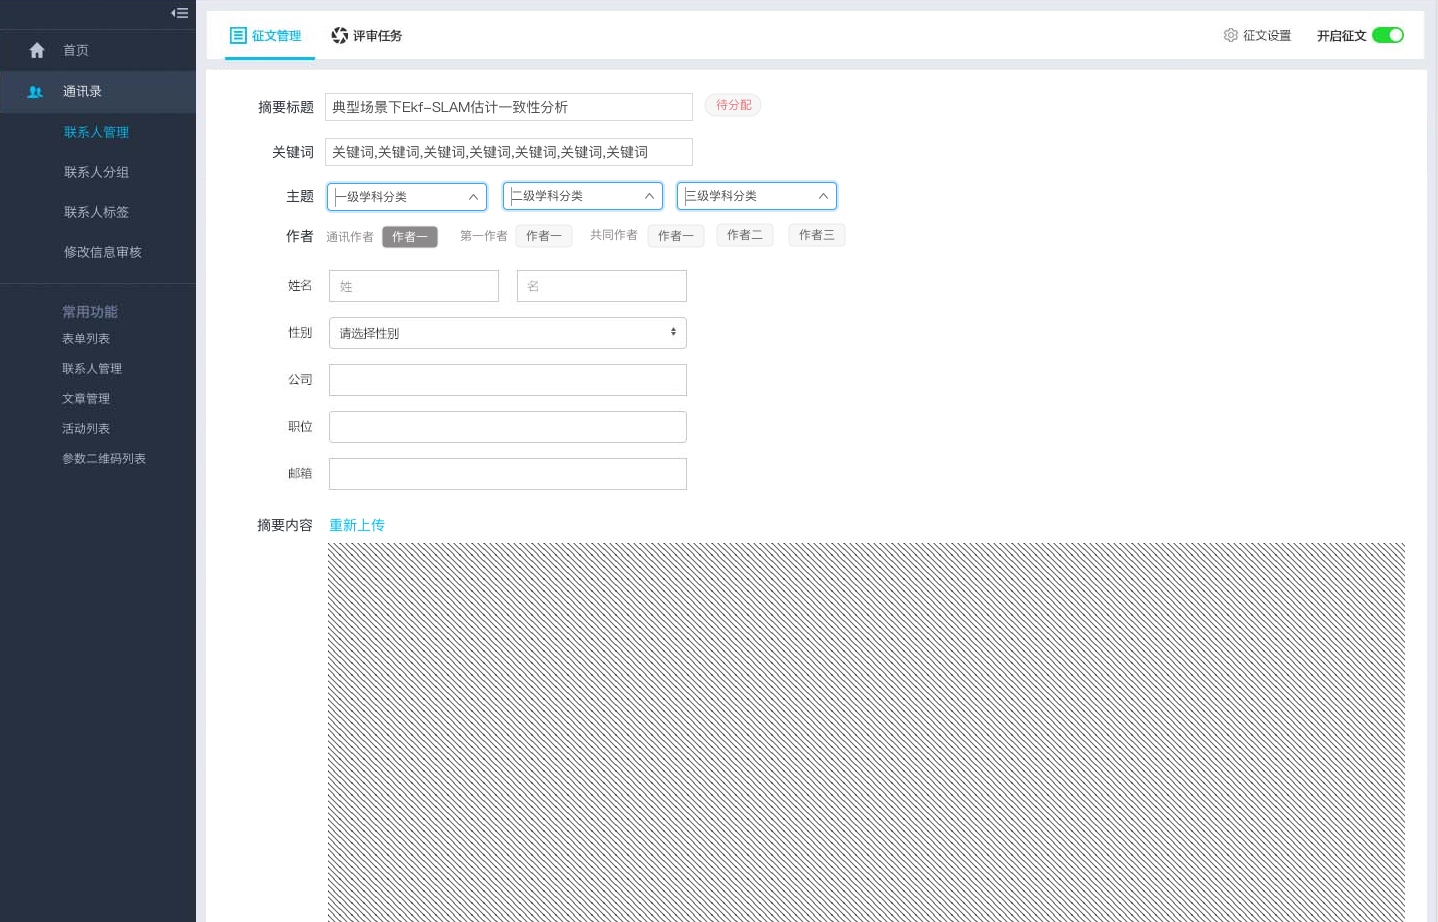 首页
通讯录
联系人管理
联系人分组
联系人标签
修改信息审核
常用功能
表单列表
联系人管理
文章管理
活动列表
参数二维码列表
征文管理 评审任务 征文设置 开启征文
摘要标题 典型场景下Ekf-SLAM估计一致性分析 待分配
关键词 关键词,关键词,关键词,关键词,关键词,关键词,关键词
主题 一级学科分类 二级学科分类 三级学科分类
作者 通讯作者 作者一 第一作者 作者一 共同作者 作者一 作者二 作者三
姓名 姓 名
性别 请选择性别
公司
职位
邮箱
摘要内容 重新上传